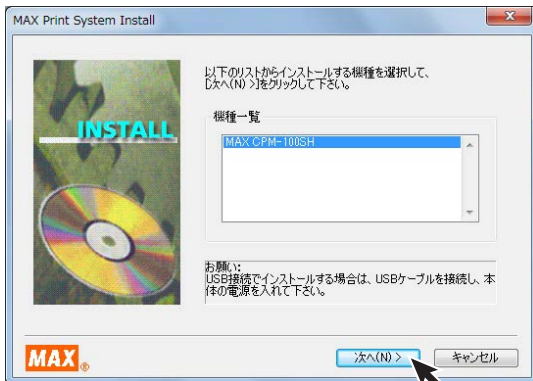 MAX Print System Install
以下のリストからインストールする機種を選択して、
[次へ(N) >]をクリックして下さい。
INSTALL
機種一覧
MAX CPM-100SH
お願い:
USB接続でインストールする場合は、USBケーブルを接続し、本
体の電源を入れて下さい。
MAX®
次へ(N) >
キャンセル